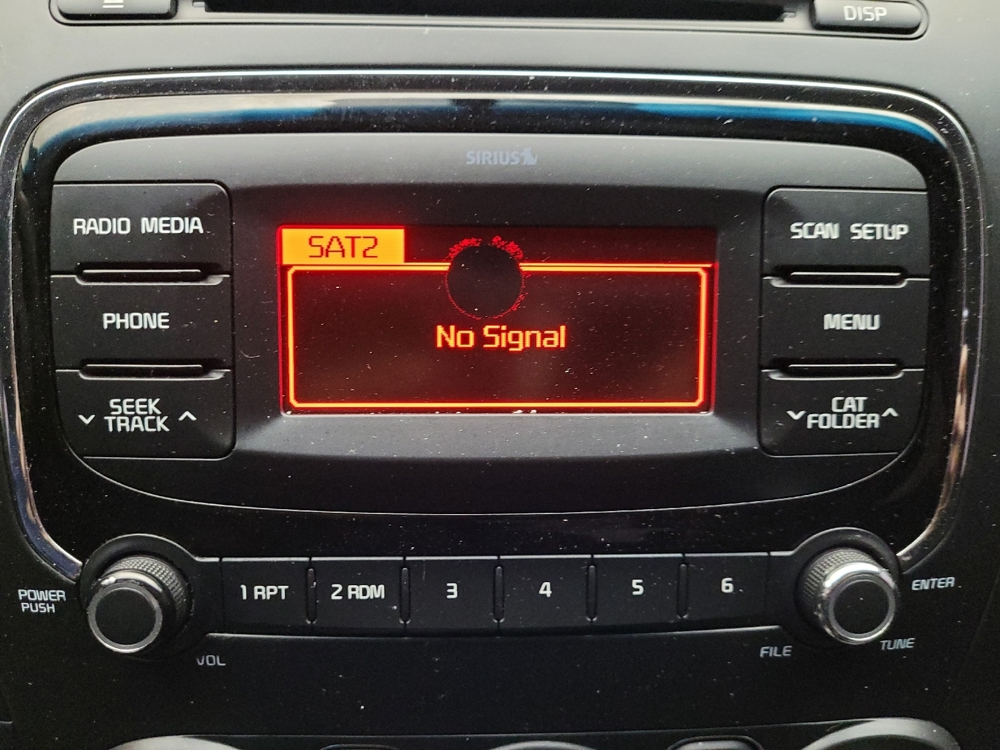 DISP
SIRIUS
RADIO MEDIA
SCAN SETUP
SAT2
No Signal
PHONE
MENU
SEEK
TRACK
CAT
FOLDER
POWER
PUSH
1 RPT
2 RDM
3
4
5
6
ENTER
VOL
FILE
TUNE